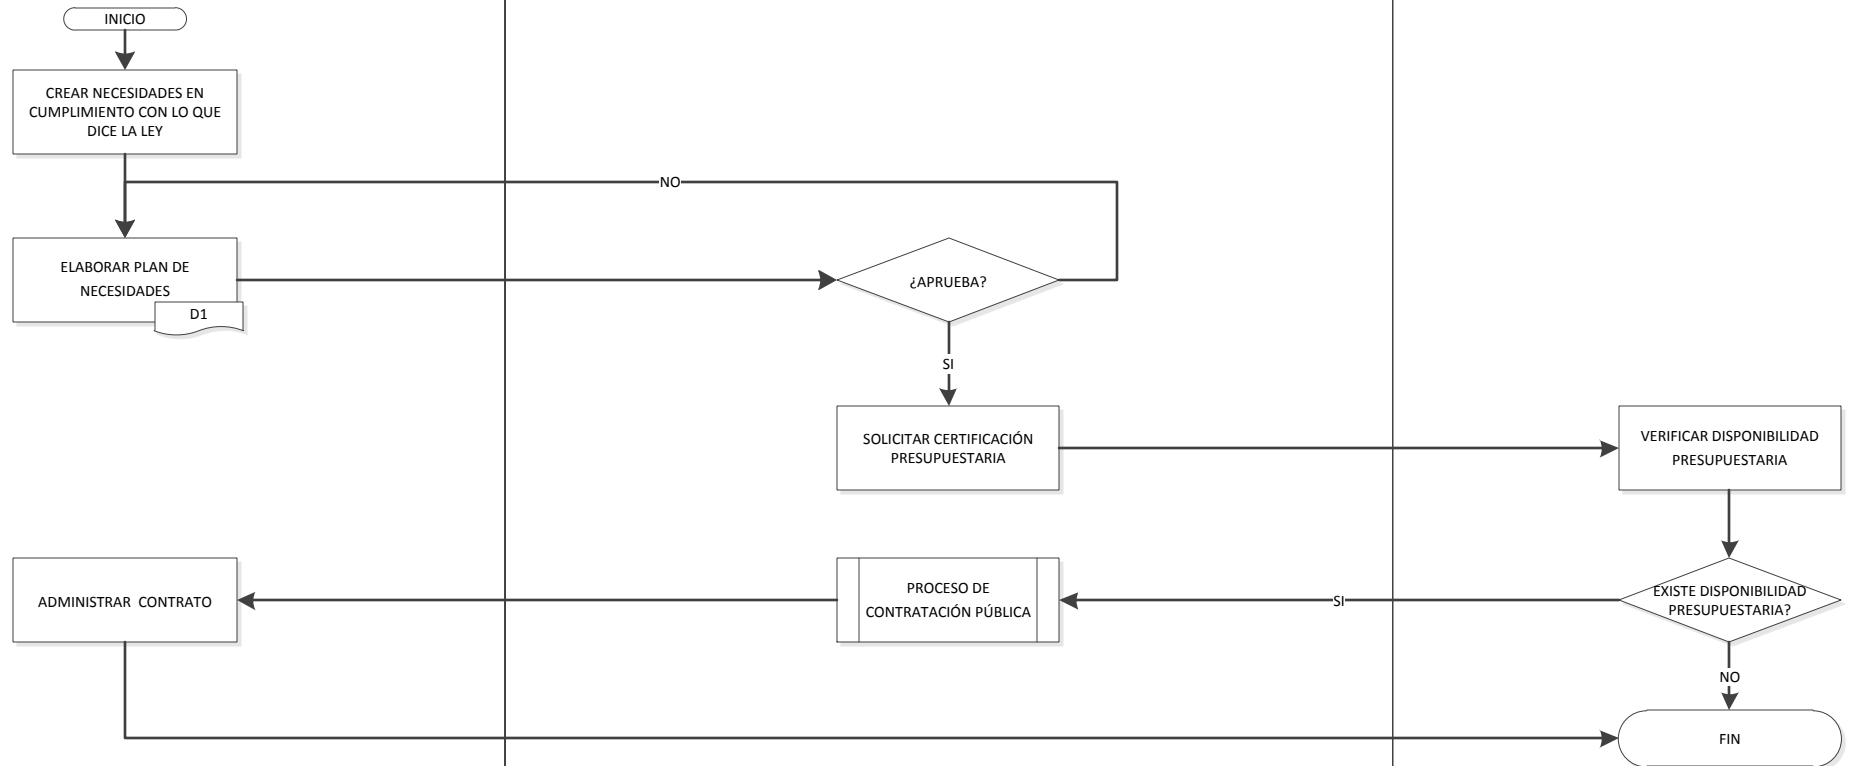 INICIO
CREAR NECESIDADES EN
CUMPLIMIENTO CON LO QUE
DICE LA LEY
NO
ELABORAR PLAN DE
NECESIDADES
D1
¿APRUEBA?
SI
SOLICITAR CERTIFICACIÓN
PRESUPUESTARIA
VERIFICAR DISPONIBILIDAD
PRESUPUESTARIA
ADMINISTRAR CONTRATO
PROCESO DE
CONTRATACIÓN PÚBLICA
SI
EXISTE DISPONIBILIDAD
PRESUPUESTARIA?
NO
FIN